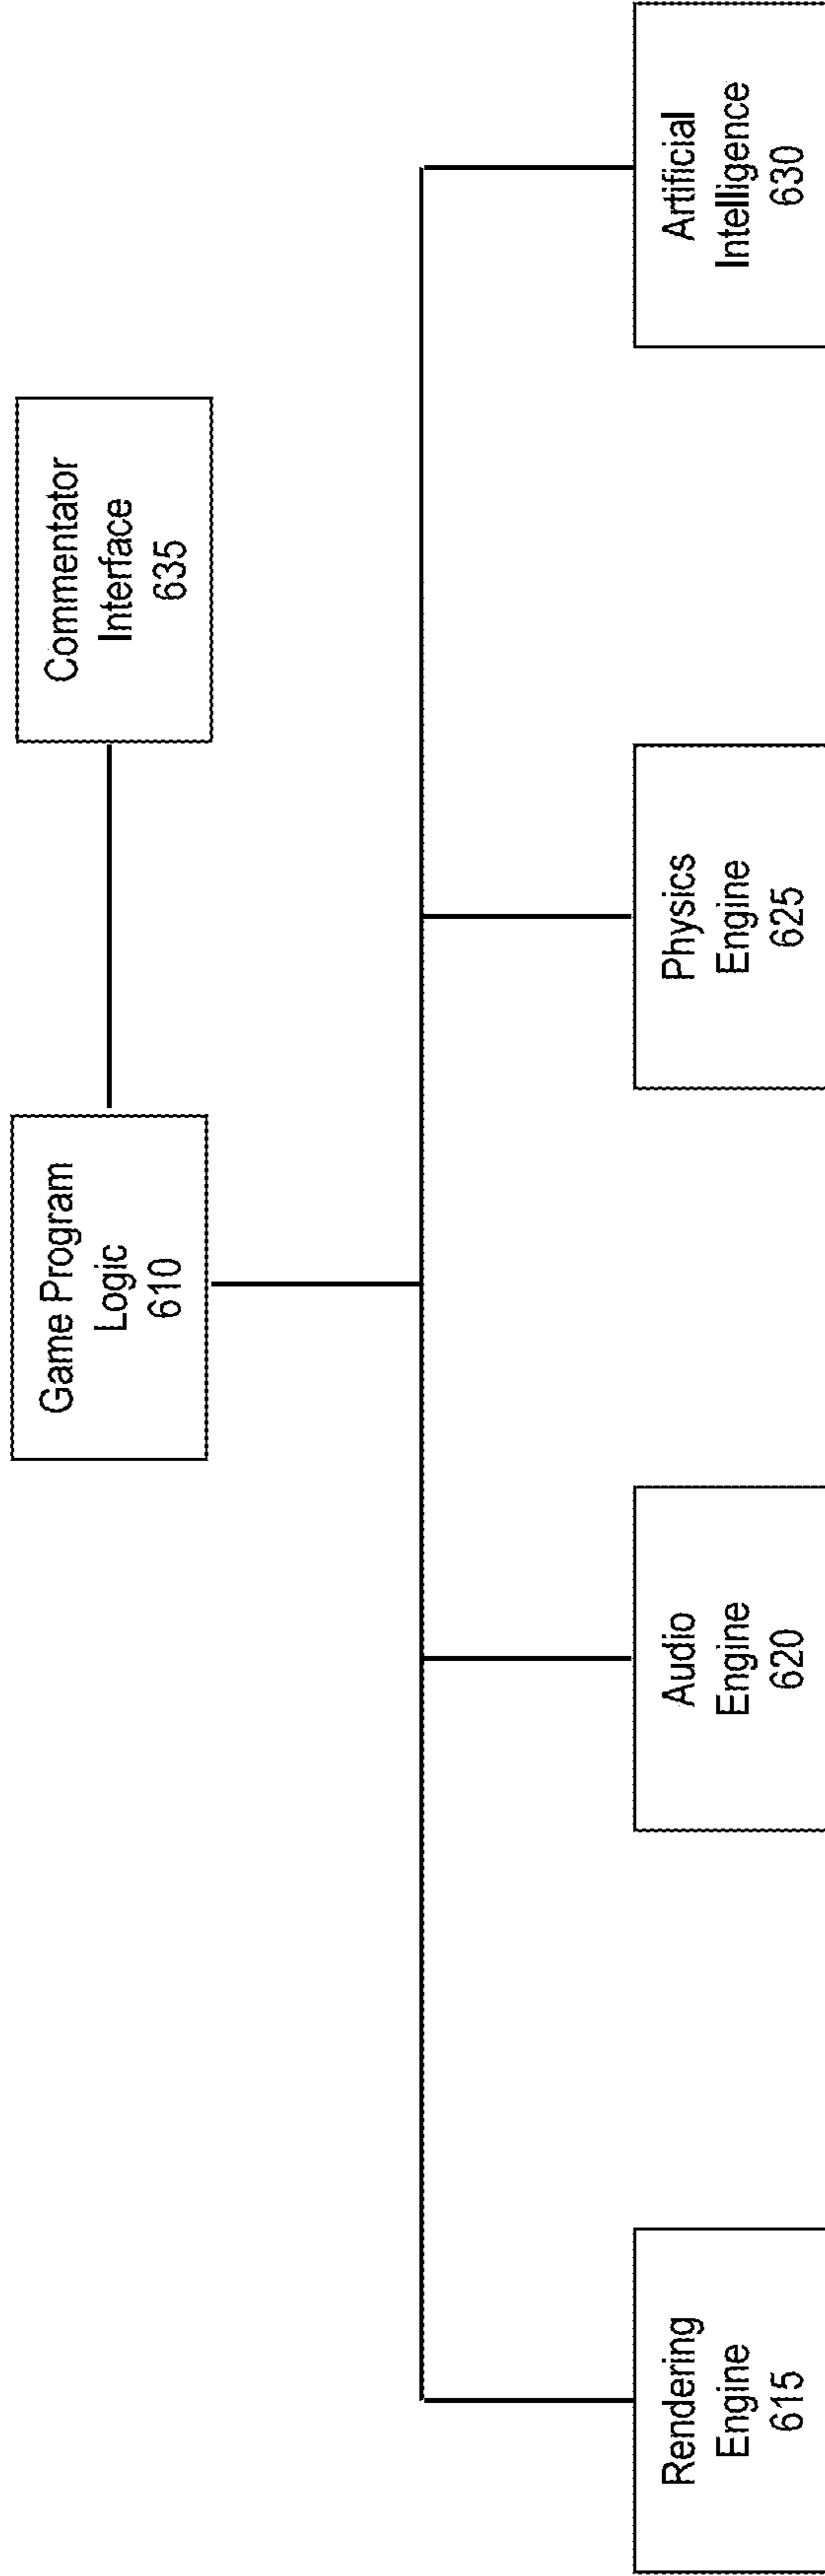 Game Program
Logic
610
Commentator
Interface
635
Rendering
Engine
615
Audio
Engine
620
Physics
Engine
625
Artificial
Intelligence
630